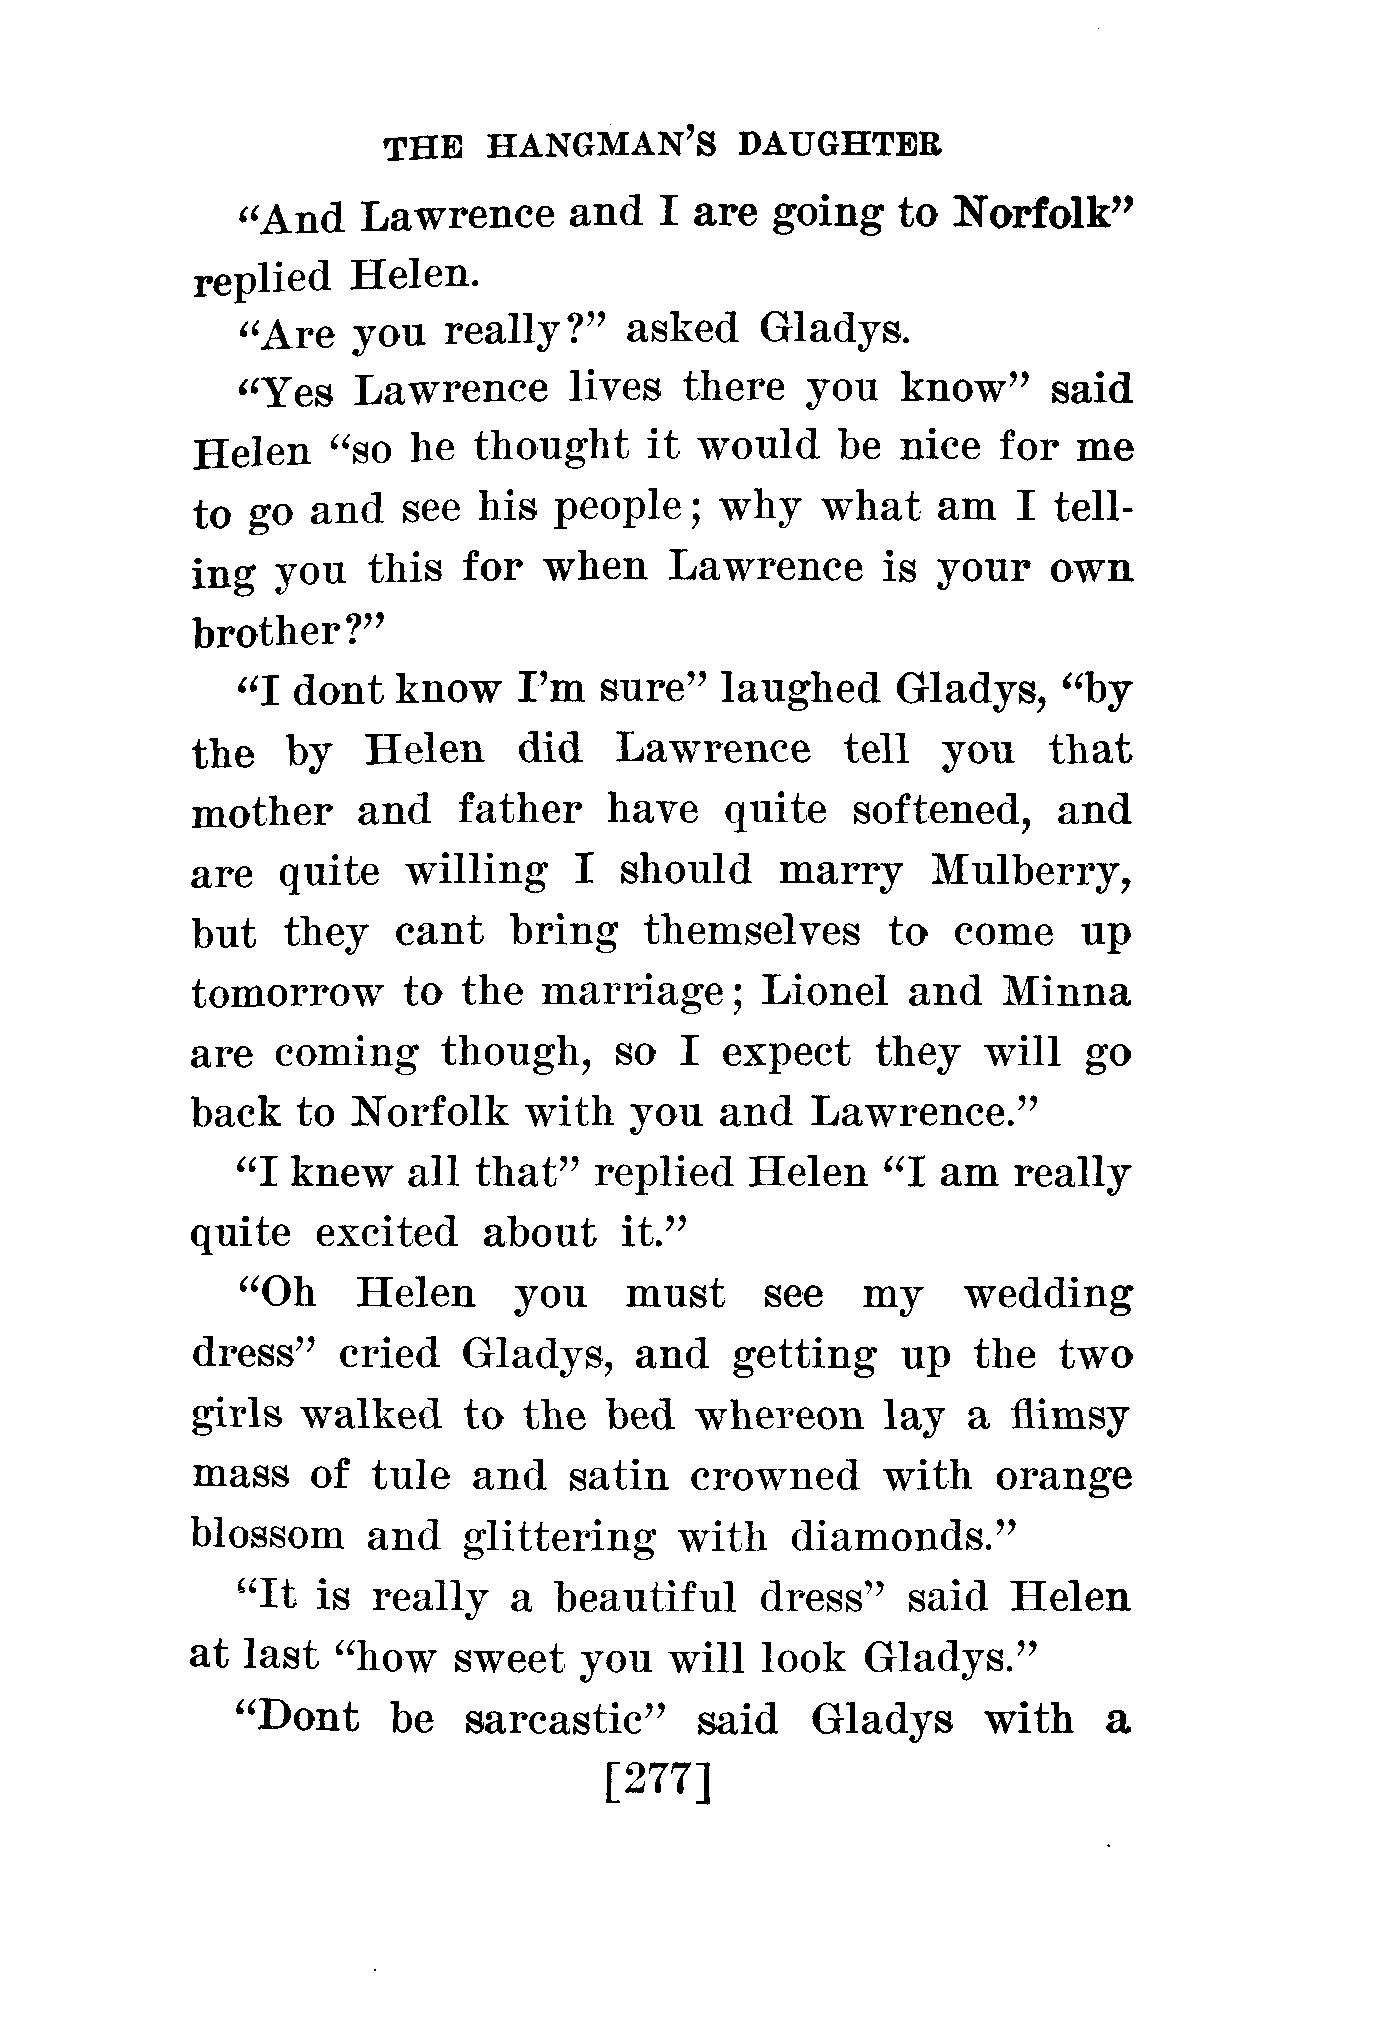 THE HANGMAN'S DAUGHTER
“And Lawrence and I are going to Norfolk”
replied Helen.
“Are you really?” asked Gladys.
“Yes Lawrence lives there you know” said
Helen “so he thought it would be nice for me
to go and see his people; why what am I tell-
ing you this for when Lawrence is your own
brother?”
“I dont know I’m sure” laughed Gladys, “by
the by Helen did Lawrence tell you that
mother and father have quite softened, and
are quite willing I should marry Mulberry,
but they cant bring themselves to come up
tomorrow to the marriage; Lionel and Minna
are coming though, so I expect they will go
back to Norfolk with you and Lawrence.”
“I knew all that” replied Helen “I am really
quite excited about it.”
“Oh Helen you must see my wedding
dress” cried Gladys, and getting up the two
girls walked to the bed whereon lay a flimsy
mass of tule and satin crowned with orange
blossom and glittering with diamonds.”
“It is really a beautiful dress” said Helen
at last “how sweet you will look Gladys.”
“Dont be sarcastic” said Gladys with a
[277]